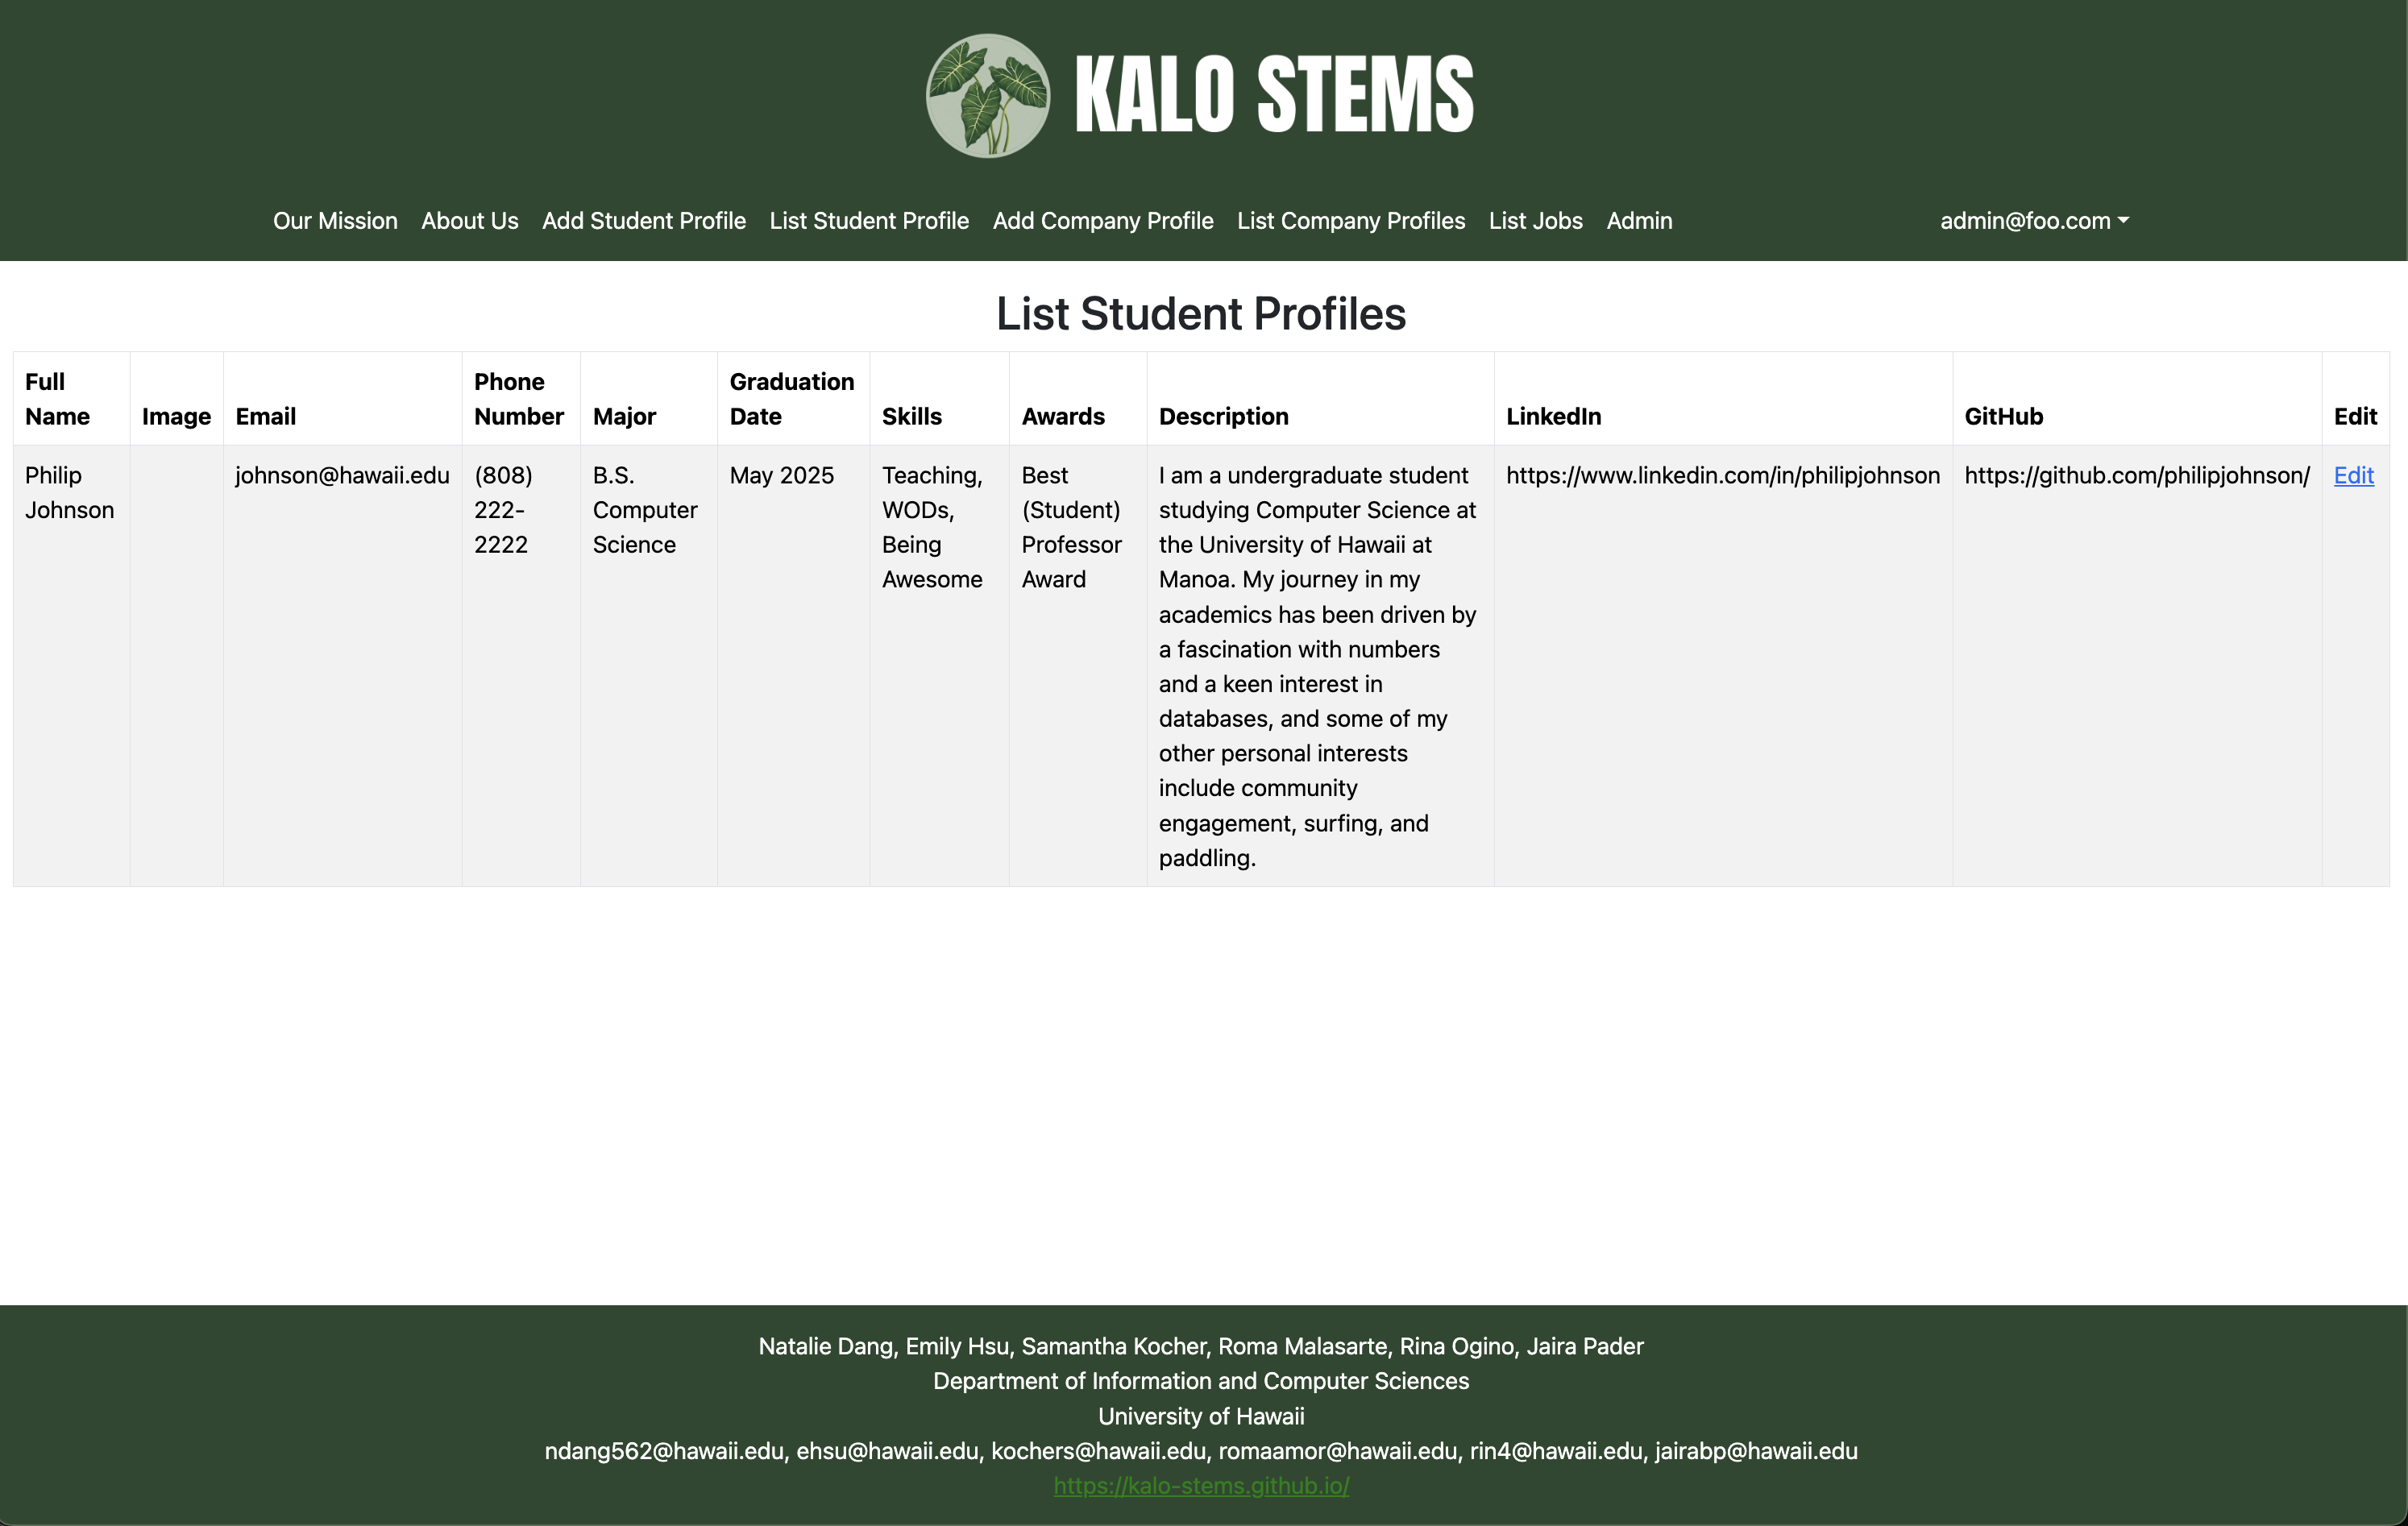 KALO STEMS
Our Mission About Us Add Student Profile List Student Profile Add Company Profile List Company Profiles List Jobs Admin admin@foo.com
List Student Profiles
Full Name Image Email Phone Number Major Graduation Date Skills Awards Description LinkedIn GitHub Edit
Philip
Johnson
johnson@hawaii.edu
(808)
222-
2222
B.S.
Computer
Science
May 2025
Teaching,
WODs,
Being
Awesome
Best
(Student)
Professor
Award
I am a undergraduate student
studying Computer Science at
the University of Hawaii at
Manoa. My journey in my
academics has been driven by
a fascination with numbers
and a keen interest in
databases, and some of my
other personal interests
include community
engagement, surfing, and
paddling.
https://www.linkedin.com/in/philipjohnson
https://github.com/philipjohnson/
Edit
Natalie Dang, Emily Hsu, Samantha Kocher, Roma Malasarte, Rina Ogino, Jaira Pader
Department of Information and Computer Sciences
University of Hawaii
ndang562@hawaii.edu, ehsu@hawaii.edu, kochers@hawaii.edu, romaamor@hawaii.edu, rin4@hawaii.edu, jairabp@hawaii.edu
https://kalo-stems.github.io/